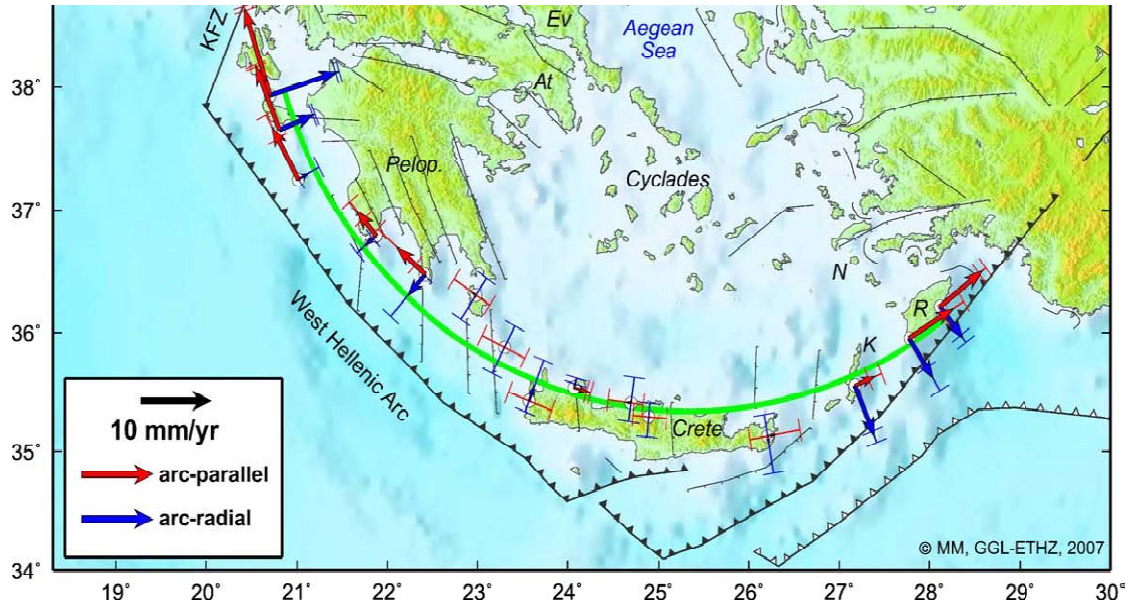 KFZ
Ev
Aegean
Sea
At
38°
Pelop.
Cyclades
37°
N
West Hellenic Arc
R
36°
K
10 mm/yr
arc-parallel
arc-radial
Crete
35°
© MM, GGL-ETHZ, 2007
34°
19° 20° 21° 22° 23° 24° 25° 26° 27° 28° 29° 30°